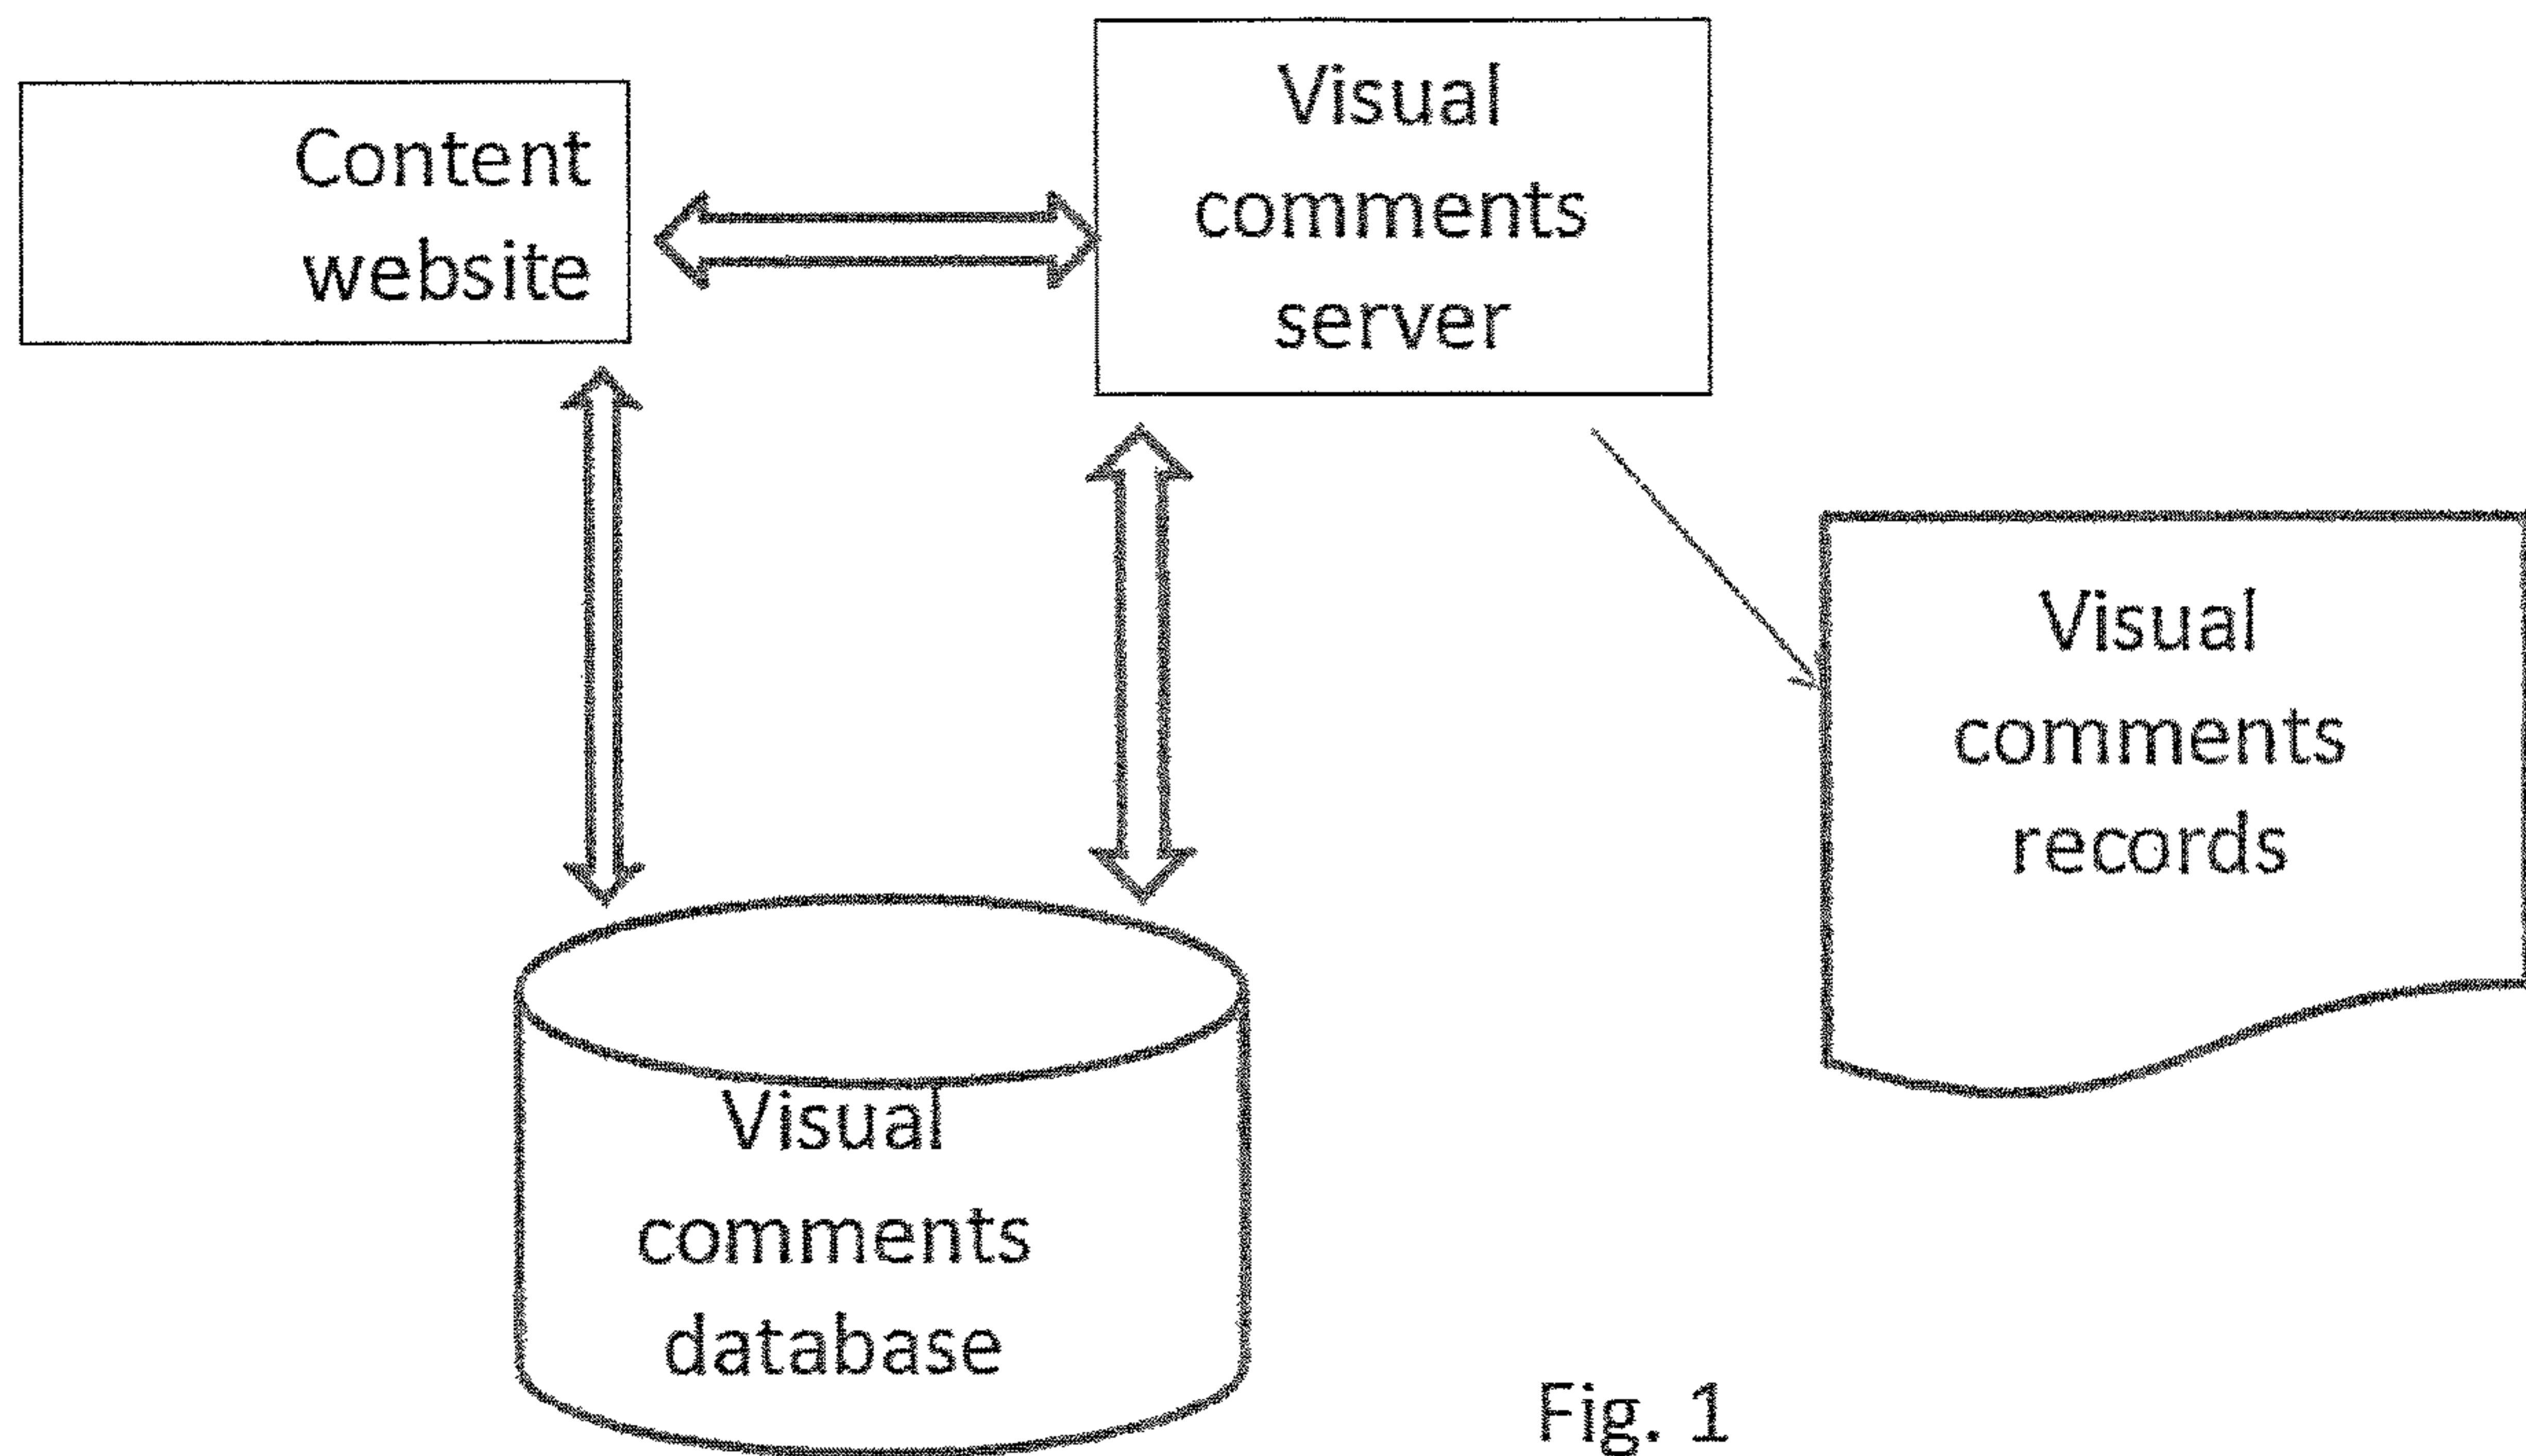 Content
website
Visual
comments
server
Visual
comments
records
Visual
comments
database
Fig. 1